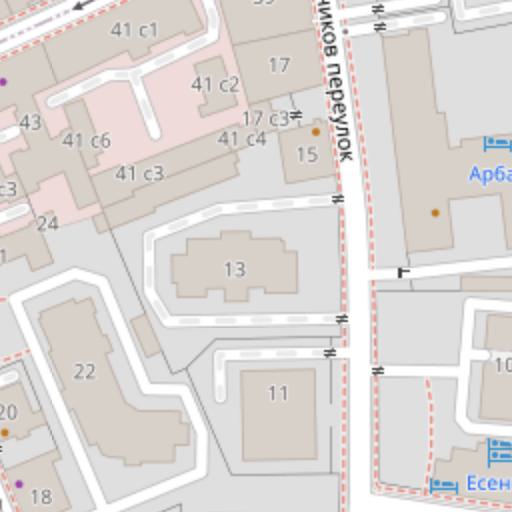 41 с1
17
41 с2
ников переулок
43
17 с3
41 с6
41 с4
15
41 с3
Арба
с3
24
1
13
10
22
11
20
Есен
18